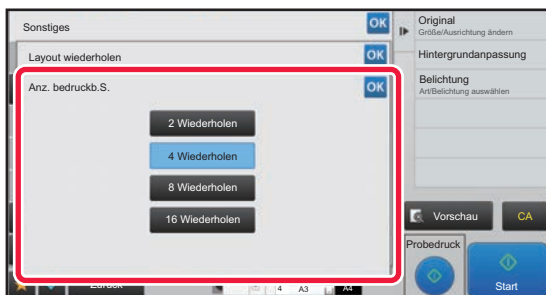 Sonstiges
OK
Original
Größe/Ausrichtung ändern
Layout wiederholen
OK
Hintergrundanpassung
Anz. bedruckb.S.
OK
Belichtung
Art/Belichtung auswählen
2 Wiederholen
4 Wiederholen
8 Wiederholen
16 Wiederholen
Vorschau
CA
Probedruck
Start
Zurück
4
A3
A4